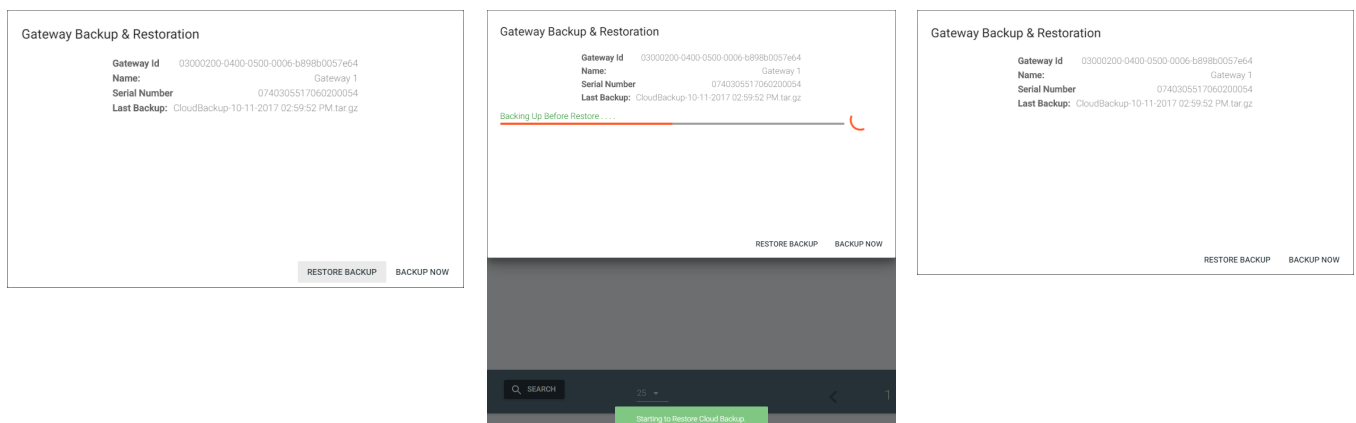 Gateway Backup & Restoration
Gateway Id 03000200-0400-0500-0006-b898b0057e64
Name: Gateway 1
Serial Number 0740305517060200054
Last Backup: CloudBackup-10-11-2017 02:59:52 PM.tar.gz
RESTORE BACKUP BACKUP NOW
Gateway Backup & Restoration
Gateway Id 03000200-0400-0500-0006-b898b0057e64
Name: Gateway 1
Serial Number 0740305517060200054
Last Backup: CloudBackup-10-11-2017 02:59:52 PM.tar.gz
Backing Up Before Restore . . . .
RESTORE BACKUP BACKUP NOW
SEARCH 25 1
Starting to Restore Cloud Backup.
Gateway Backup & Restoration
Gateway Id 03000200-0400-0500-0006-b898b0057e64
Name: Gateway 1
Serial Number 0740305517060200054
Last Backup: CloudBackup-10-11-2017 02:59:52 PM.tar.gz
RESTORE BACKUP BACKUP NOW